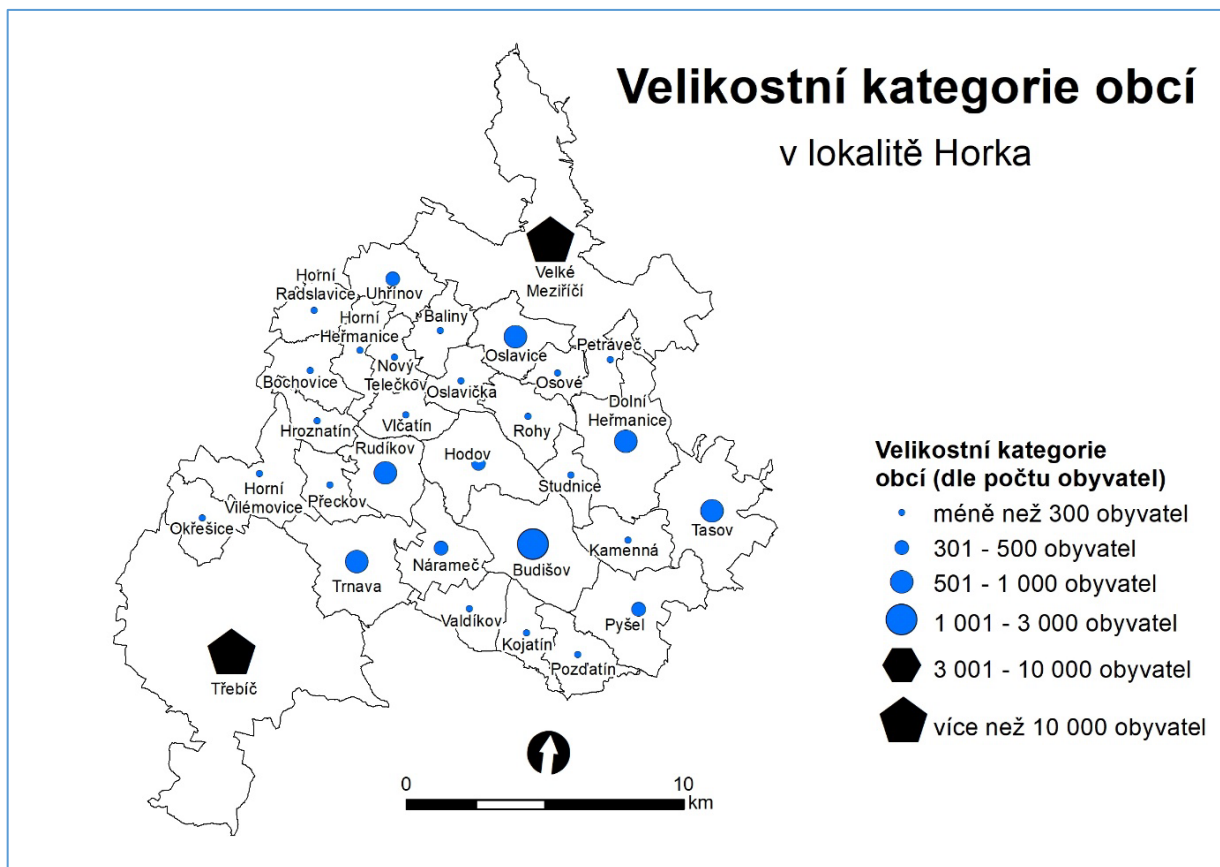 Velikostní kategorie obcí
v lokalitě Horka
Velké
Meziříčí
Horní
Radslavice
Uhřínov
Horní
Heřmanice
Baliny
Oslavice
Petráveč
Nový
Telečkov
Bochovice
Oslavička
Osové
Dolní
Heřmanice
Hroznatín
Vlčatín
Rohy
Rudíkov
Hodov
Studnice
Horní
Vilémovice
Přeckov
Okřešice
Tasov
Kamenná
Trnava
Nárameč
Budišov
Valdíkov
Kojatín
Pozďatín
Pyšel
Třebíč
Velikostní kategorie
obcí (dle počtu obyvatel)
méně než 300 obyvatel
301 - 500 obyvatel
501 - 1 000 obyvatel
1 001 - 3 000 obyvatel
3 001 - 10 000 obyvatel
více než 10 000 obyvatel
0
10
km